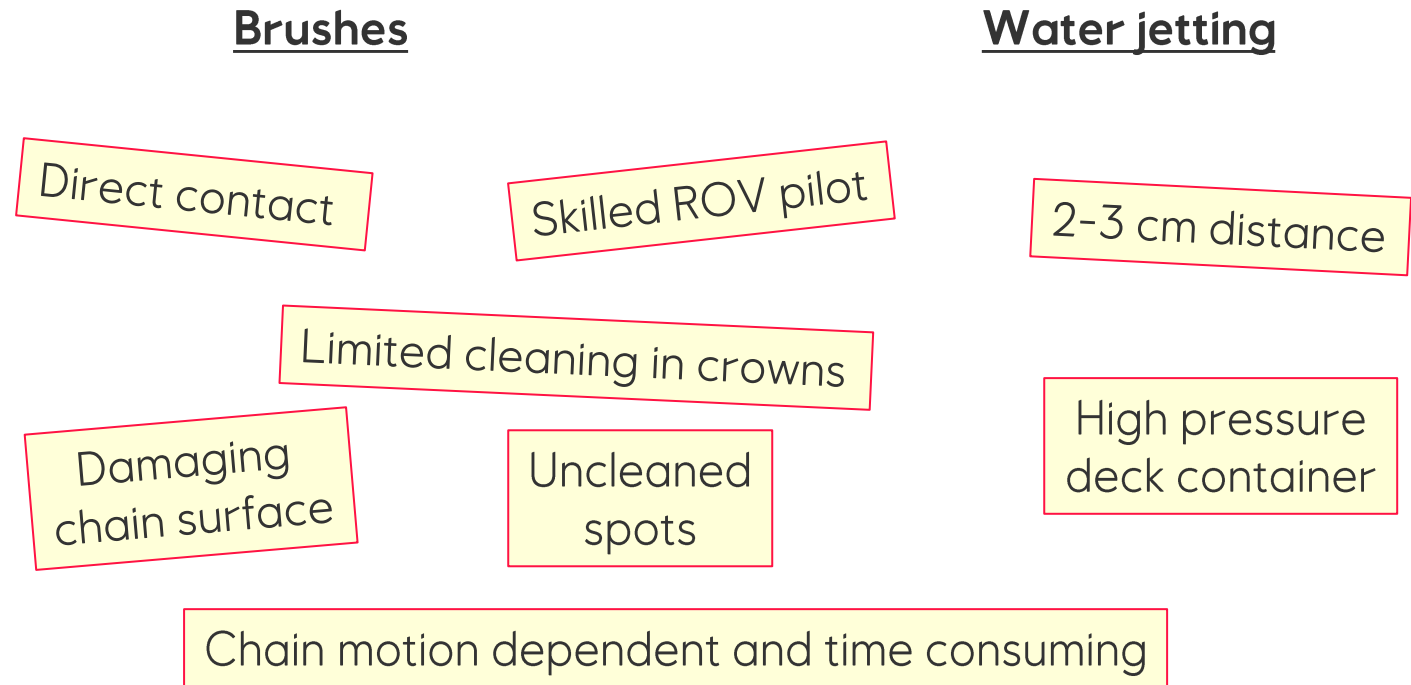 Brushes
Water jetting
Direct contact
Skilled ROV pilot
2-3 cm distance
Limited cleaning in crowns
High pressure
deck container
Damaging
chain surface
Uncleaned
spots
Chain motion dependent and time consuming